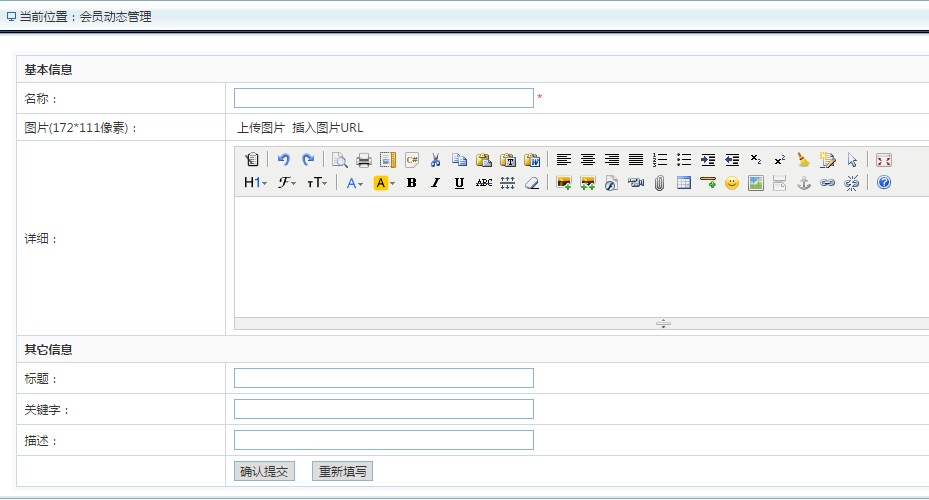 当前位置：会员动态管理
基本信息
名称： *
图片(172*111像素)： 上传图片 插入图片URL
C#
H1 F тT A A B I U ABC
详细：
其它信息
标题：
关键字：
描述：
确认提交 重新填写